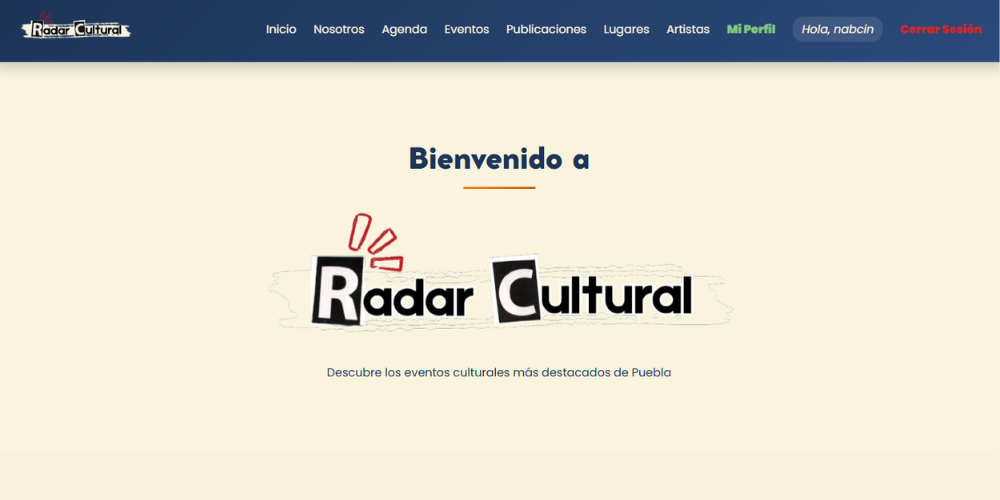 Radar Cultural
Inicio Nosotros Agenda Eventos Publicaciones Lugares Artistas Mi Perfil Hola, nabcin Cerrar Sesión
Bienvenido a
Radar Cultural
Descubre los eventos culturales más destacados de Puebla